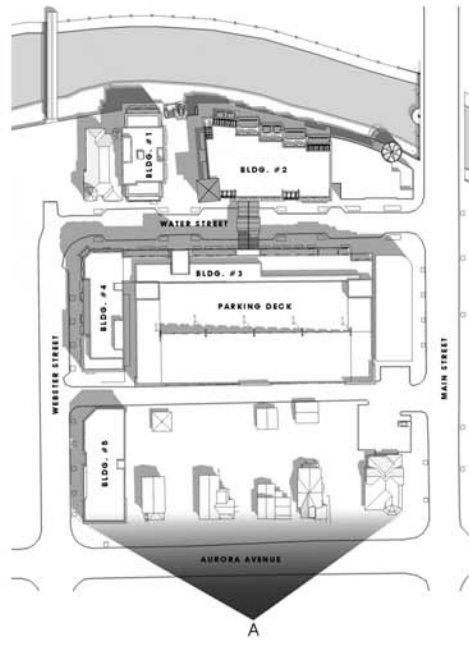 BLDG. #1
BLDG. #2
WATER STREET
BLDG. #3
BLDG. #4
PARKING DECK
WEBSTER STREET
MAIN STREET
BLDG. #5
AURORA AVENUE
A